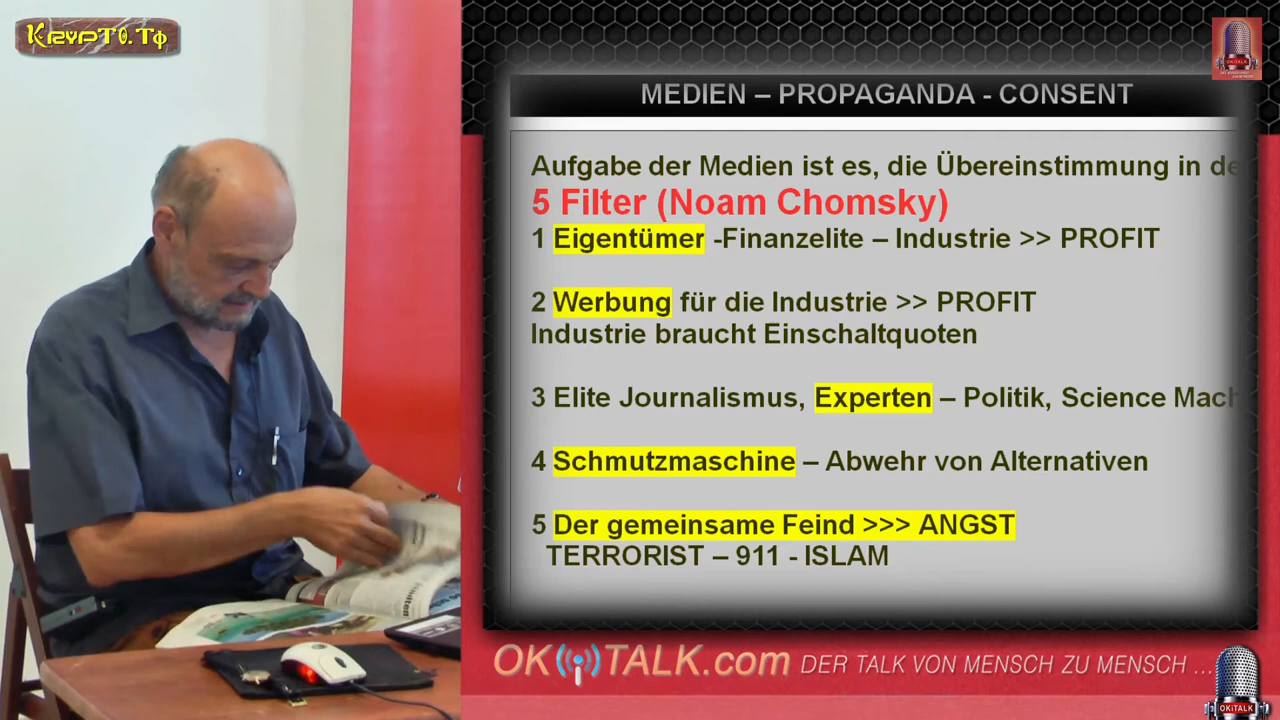 KRYPT0.TΦ
OKiTALK
MEDIEN – PROPAGANDA - CONSENT
Aufgabe der Medien ist es, die Übereinstimmung in de
5 Filter (Noam Chomsky)
1 Eigentümer -Finanzelite – Industrie >> PROFIT
2 Werbung für die Industrie >> PROFIT
Industrie braucht Einschaltquoten
3 Elite Journalismus, Experten – Politik, Science Mach
4 Schmutzmaschine – Abwehr von Alternativen
5 Der gemeinsame Feind >>> ANGST
TERRORIST – 911 - ISLAM
OK TALK.com DER TALK VON MENSCH ZU MENSCH ...
OKiTALK